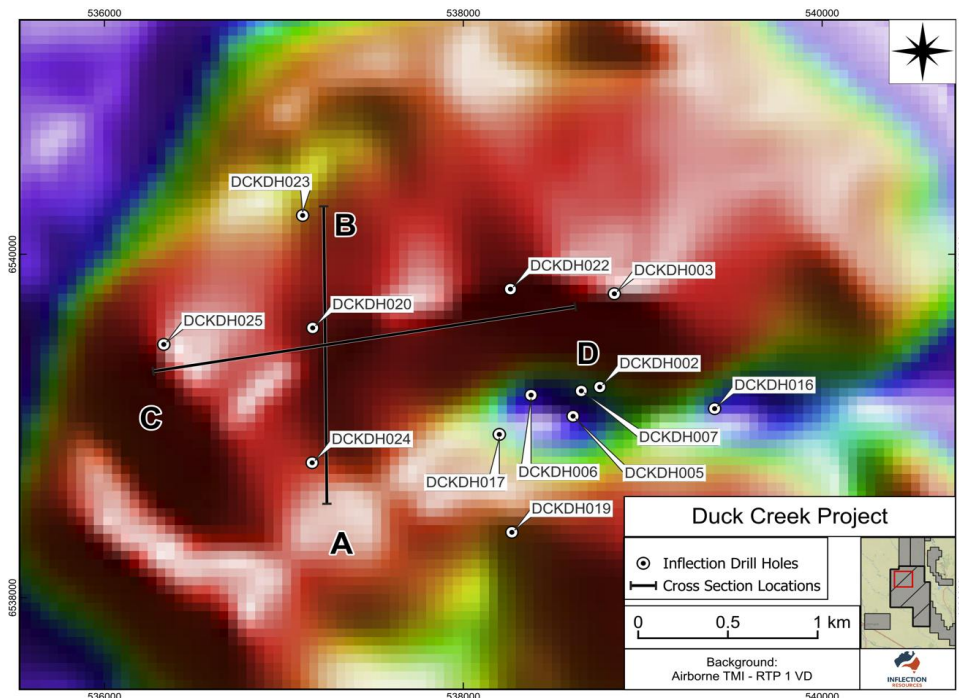 536000
538000
540000
6540000
6540000
DCKDH023
B
DCKDH022
DCKDH003
DCKDH020
DCKDH025
D
DCKDH002
DCKDH016
C
DCKDH024
DCKDH007
DCKDH017
DCKDH006
DCKDH005
DCKDH019
A
Duck Creek Project
Inflection Drill Holes
Cross Section Locations
0 0.5 1 km
Background:
Airborne TMI - RTP 1 VD
INFLECTION
RESOURCES
6538000
6538000
536000
538000
540000